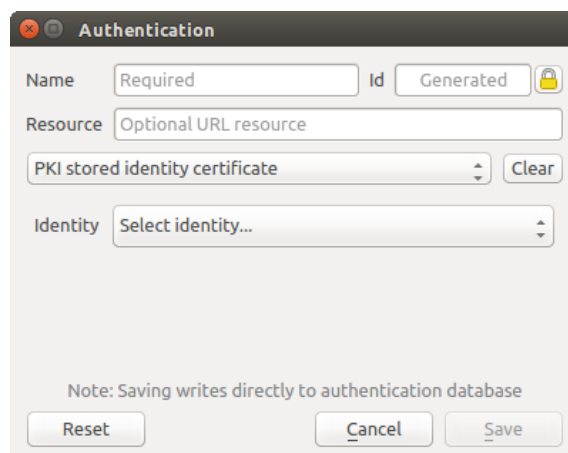 Authentication
Name Required Id Generated
Resource Optional URL resource
PKI stored identity certificate Clear
Identity Select identity...
Note: Saving writes directly to authentication database
Reset Cancel Save